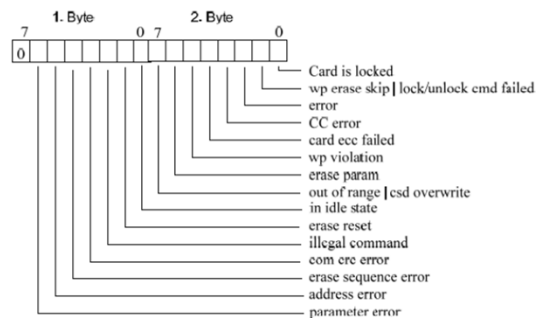 1. Byte 2. Byte
7 0 7 0
0
Card is locked
wp erase skip | lock/unlock cmd failed
error
CC error
card ecc failed
wp violation
erase param
out of range | csd overwrite
in idle state
erase reset
illegal command
com crc error
erase sequence error
address error
parameter error